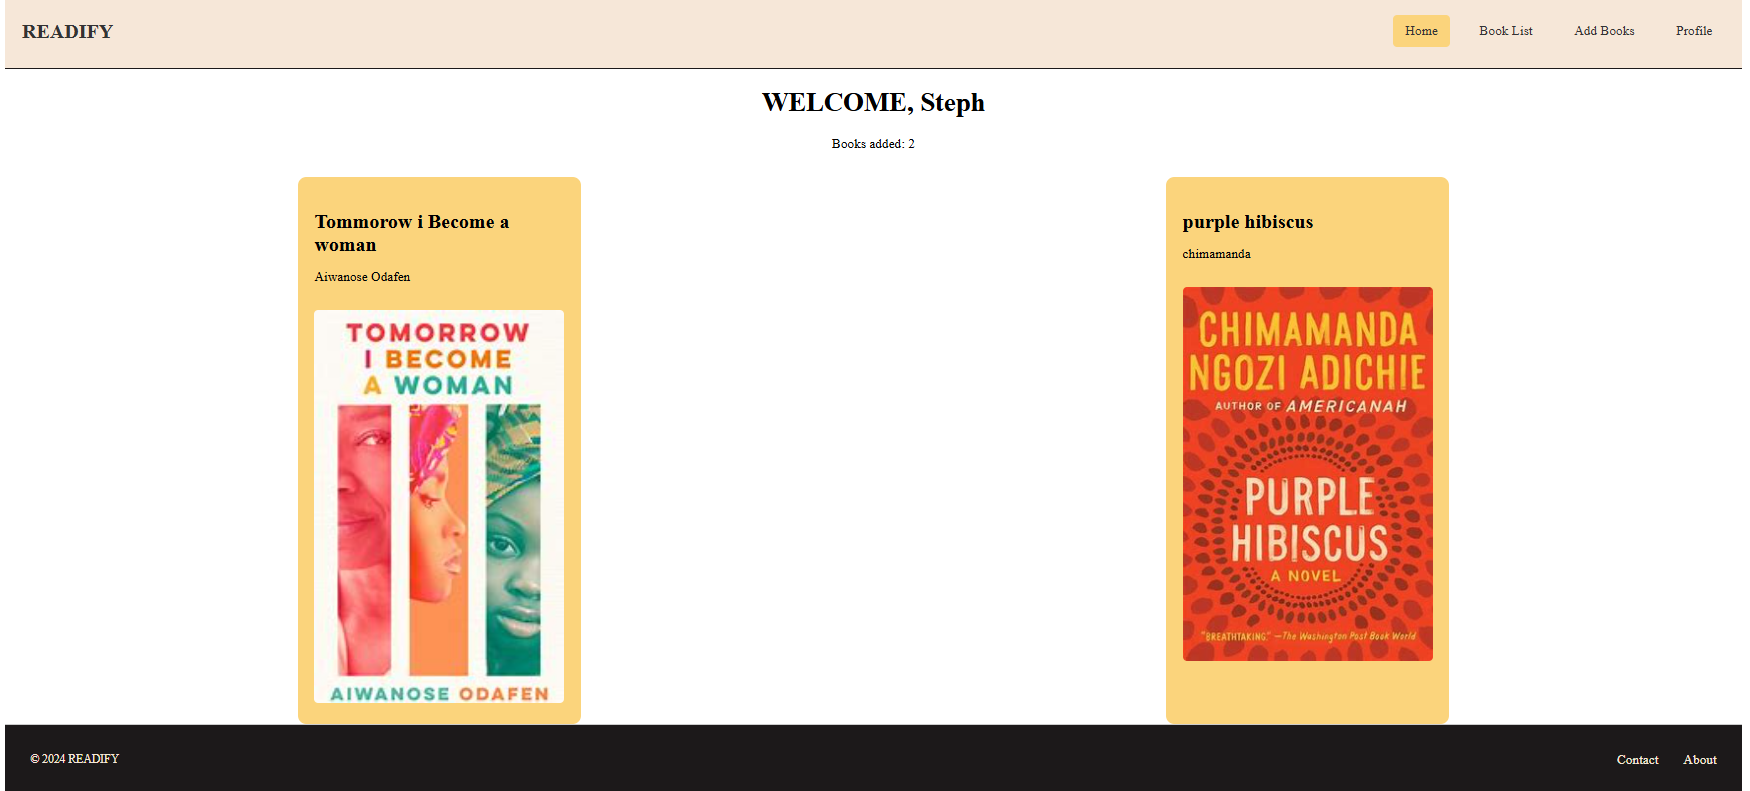 READIFY
Home
Book List
Add Books
Profile
WELCOME, Steph
Books added: 2
Tommorow i Become a
woman
Aiwanose Odafen
TOMORROW
I BECOME
A WOMAN
AIWANOSE ODAFEN
purple hibiscus
chimamanda
CHIMAMANDA
NGOZI ADICHIE
AUTHOR OF AMERICANAH
PURPLE
HIBISCUS
A NOVEL
"BREATHTAKING." —The Washington Post Book World
© 2024 READIFY
Contact
About